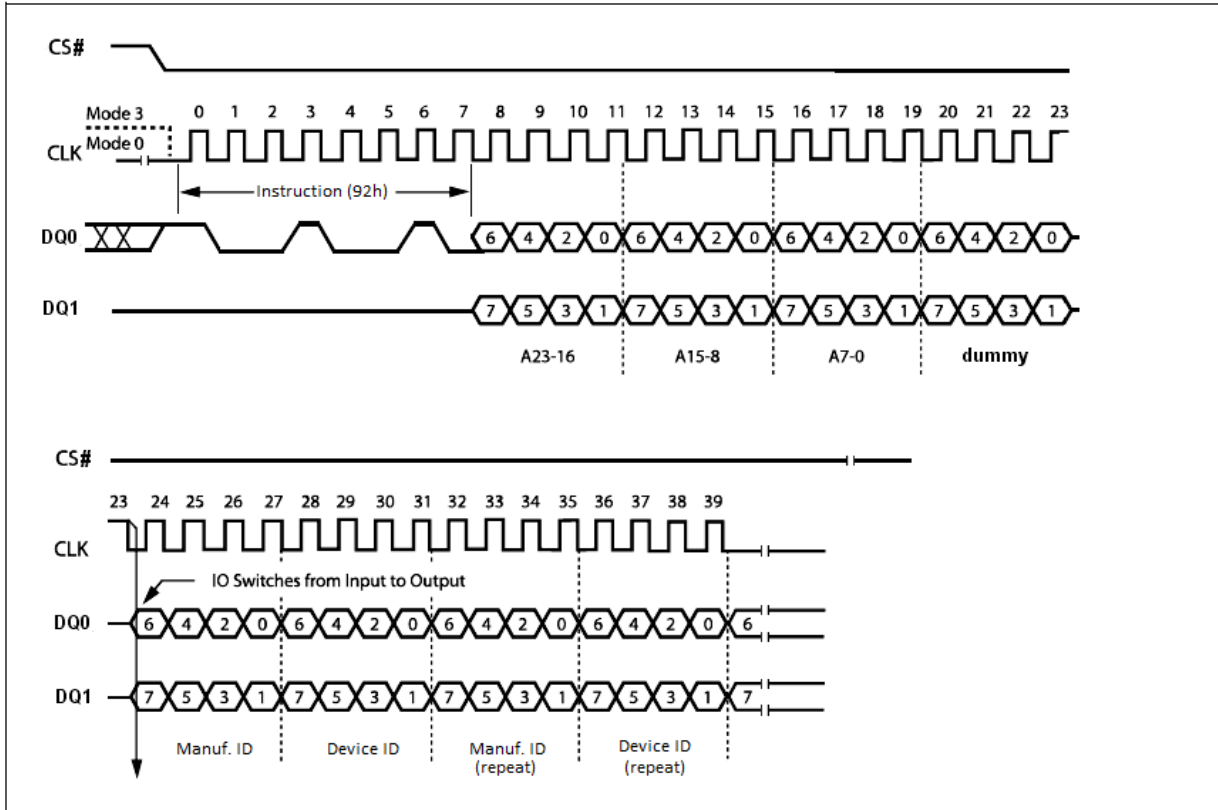 CS#
0 1 2 3 4 5 6 7 8 9 10 11 12 13 14 15 16 17 18 19 20 21 22 23
Mode 3
Mode 0
CLK
Instruction (92h)
DQ0 6 4 2 0 6 4 2 0 6 4 2 0 6 4 2 0
DQ1 7 5 3 1 7 5 3 1 7 5 3 1 7 5 3 1
A23-16 A15-8 A7-0 dummy
CS#
23 24 25 26 27 28 29 30 31 32 33 34 35 36 37 38 39
CLK
IO Switches from Input to Output
DQ0 6 4 2 0 6 4 2 0 6 4 2 0 6 4 2 0 6
DQ1 7 5 3 1 7 5 3 1 7 5 3 1 7 5 3 1 7
Manuf. ID Device ID Manuf. ID Device ID
(repeat) (repeat)